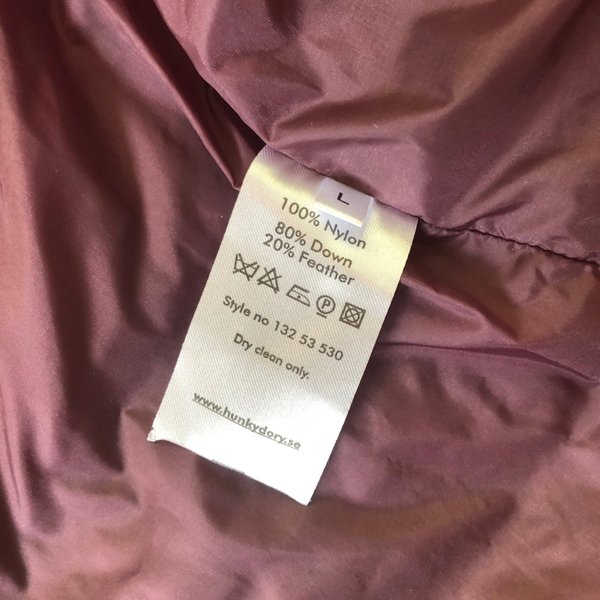 L
100% Nylon
80% Down
20% Feather
P
Style no 132 53 530
Dry clean only.
www.hunkydory.se